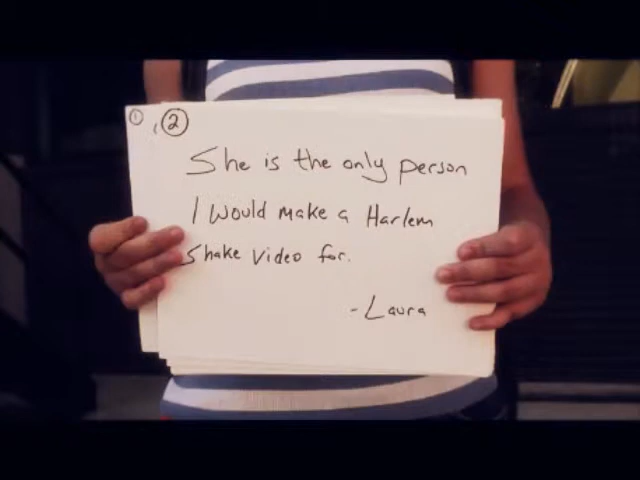 1, 2
She is the only person
I would make a Harlem
Shake video for.
- Laura